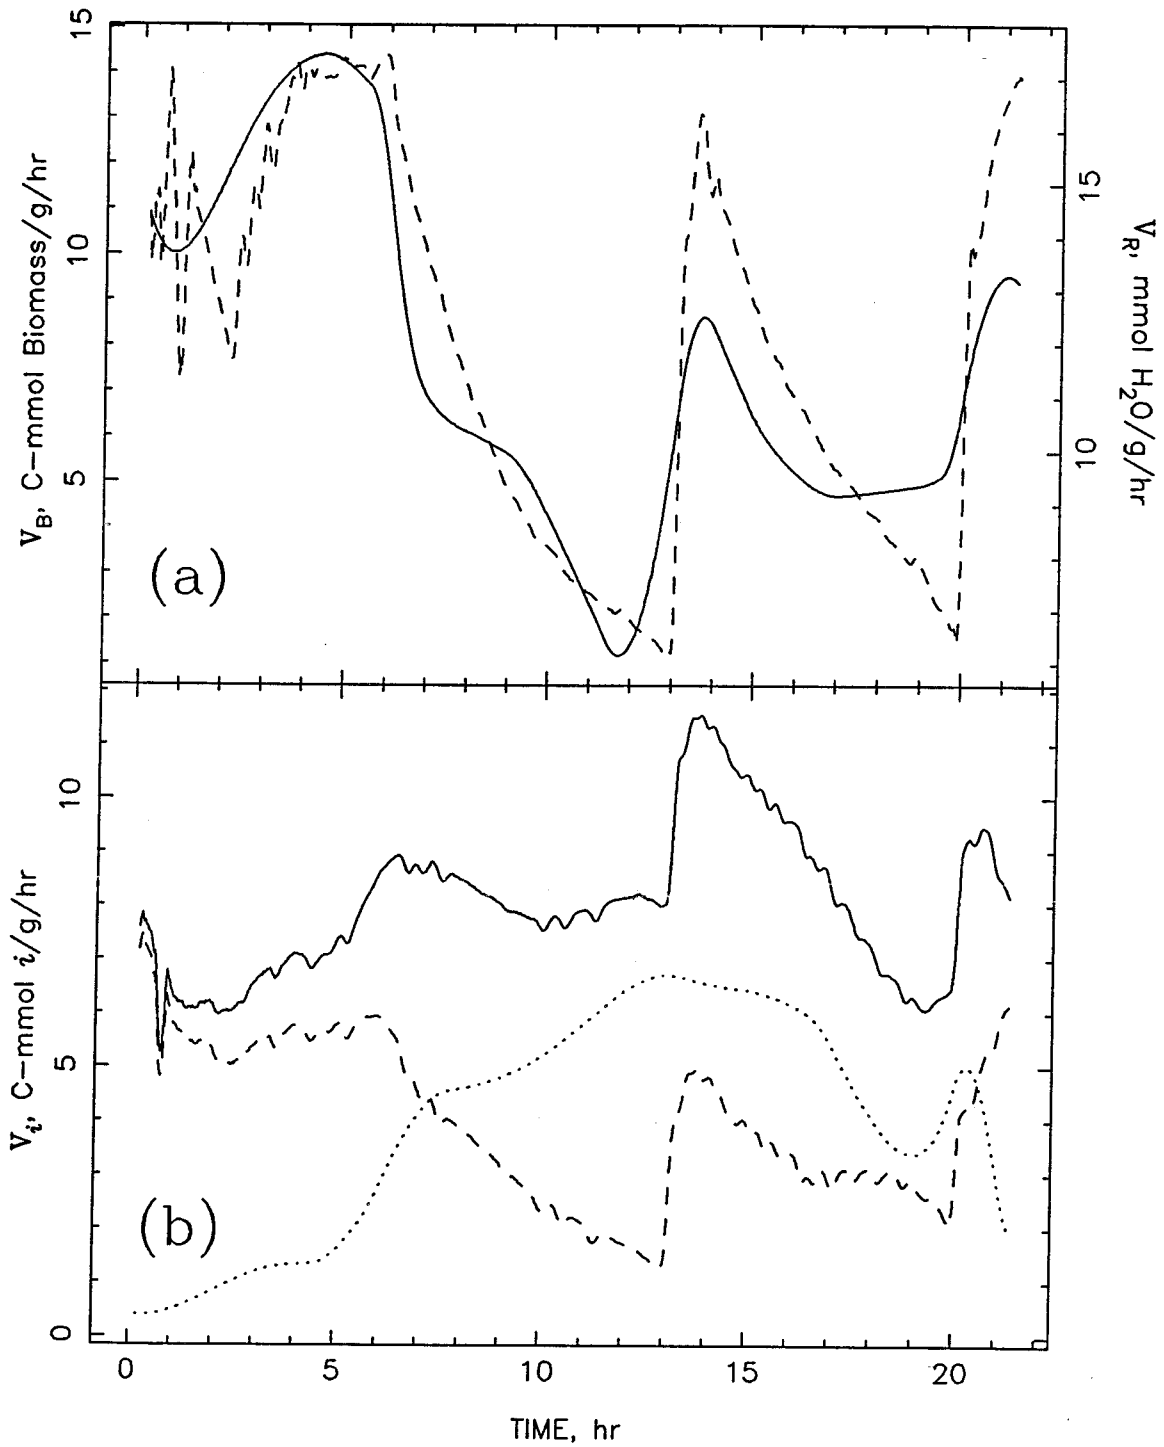 15
10
5
V_B, C-mmol Biomass/g/hr
15
10
V_R, mmol H₂O/g/hr
(a)
10
5
0
V_i, C-mmol i/g/hr
(b)
0 5 10 15 20
TIME, hr